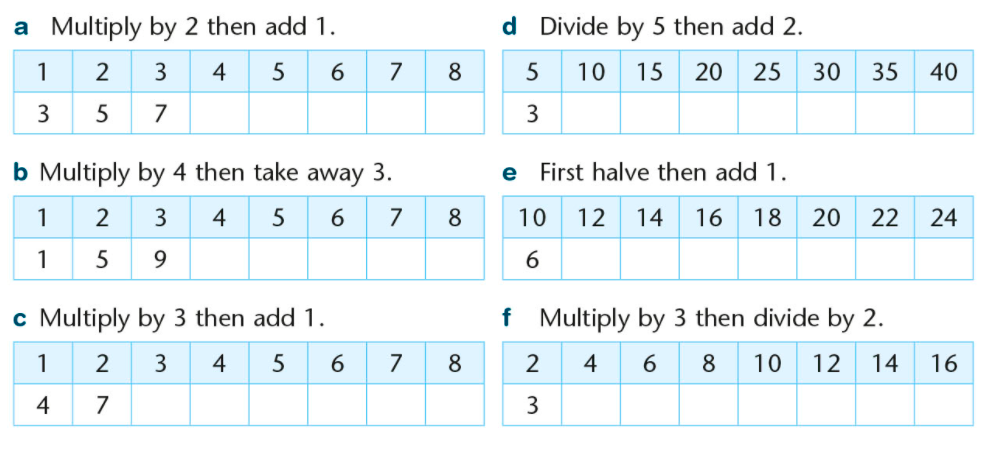 a Multiply by 2 then add 1.
1 2 3 4 5 6 7 8
3 5 7
b Multiply by 4 then take away 3.
1 2 3 4 5 6 7 8
1 5 9
c Multiply by 3 then add 1.
1 2 3 4 5 6 7 8
4 7
d Divide by 5 then add 2.
5 10 15 20 25 30 35 40
3
e First halve then add 1.
10 12 14 16 18 20 22 24
6
f Multiply by 3 then divide by 2.
2 4 6 8 10 12 14 16
3